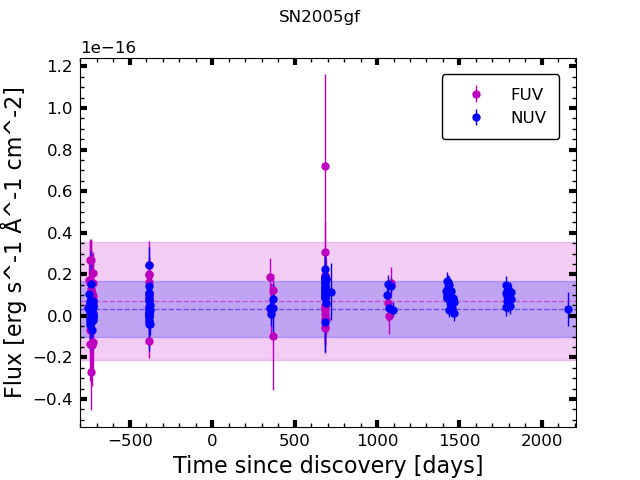 SN2005gf
1e−16
1.2
1.0
0.8
0.6
0.4
0.2
0.0
−0.2
−0.4
Flux [erg s^-1 Å^-1 cm^-2]
FUV
NUV
−500
0
500
1000
1500
2000
Time since discovery [days]